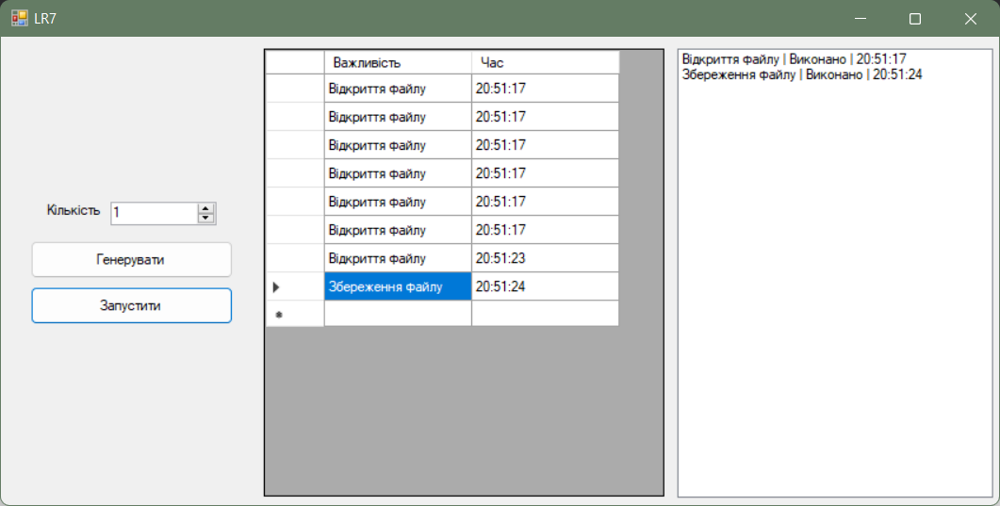 LR7
Кількість 1
Генерувати
Запустити
Важливість Час
Відкриття файлу 20:51:17
Відкриття файлу 20:51:17
Відкриття файлу 20:51:17
Відкриття файлу 20:51:17
Відкриття файлу 20:51:17
Відкриття файлу 20:51:17
Відкриття файлу 20:51:23
Збереження файлу 20:51:24
Відкриття файлу | Виконано | 20:51:17
Збереження файлу | Виконано | 20:51:24